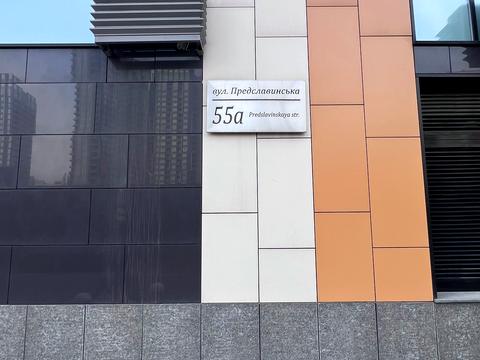 вул. Предславинська
55а Predslavinskaya str.